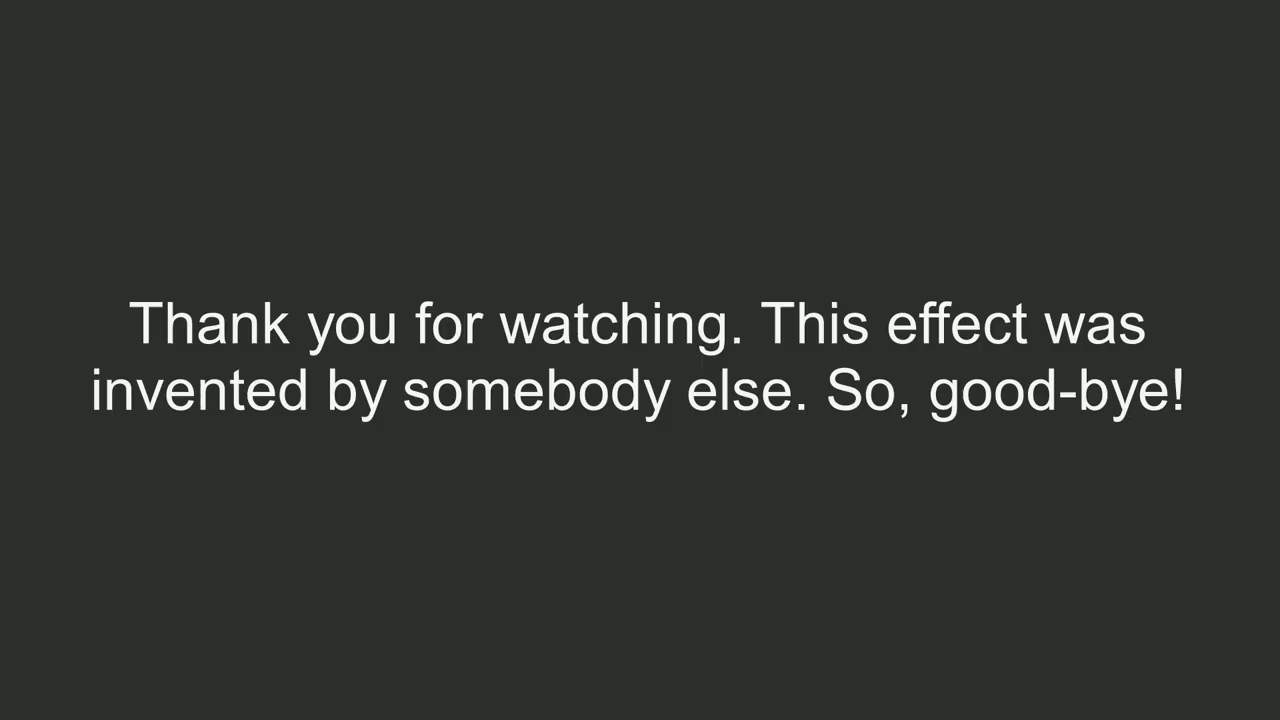 Thank you for watching. This effect was
invented by somebody else. So, good-bye!